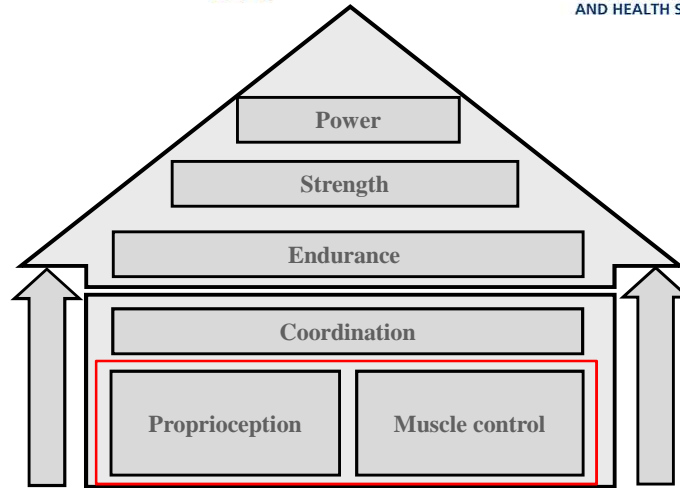 AND HEALTH S
Power
Strength
Endurance
Coordination
Proprioception Muscle control